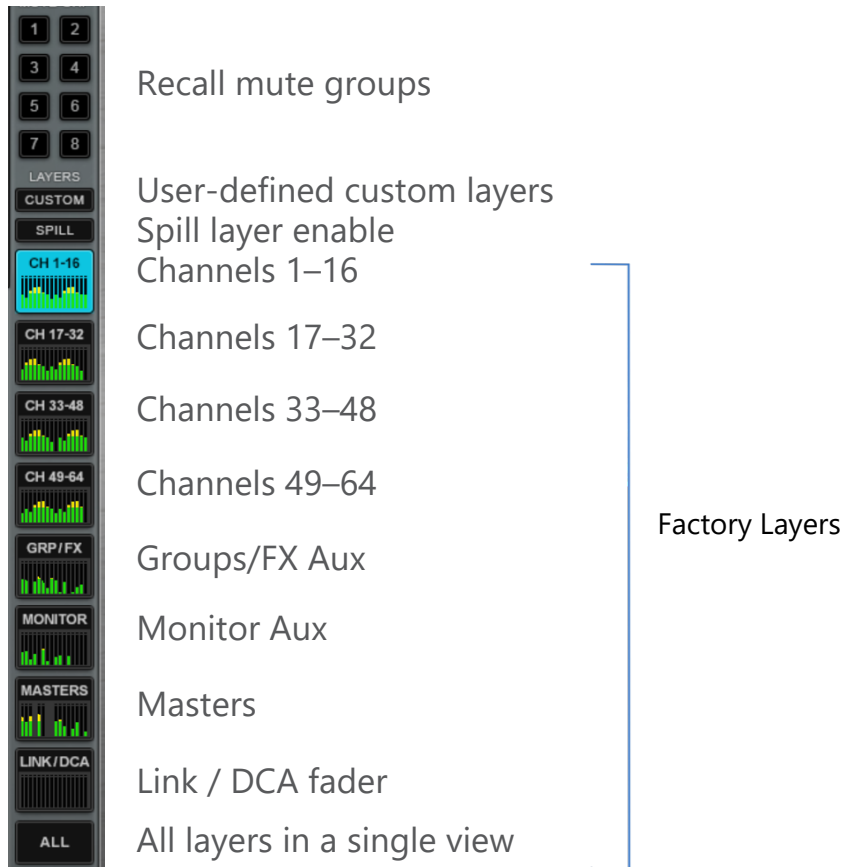 1 2
3 4
5 6
7 8
Recall mute groups
LAYERS
CUSTOM
User-defined custom layers
SPILL
Spill layer enable
CH 1-16
Channels 1–16
CH 17-32
Channels 17–32
CH 33-48
Channels 33–48
CH 49-64
Channels 49–64
Factory Layers
GRP/FX
Groups/FX Aux
MONITOR
Monitor Aux
MASTERS
Masters
LINK/DCA
Link / DCA fader
ALL
All layers in a single view